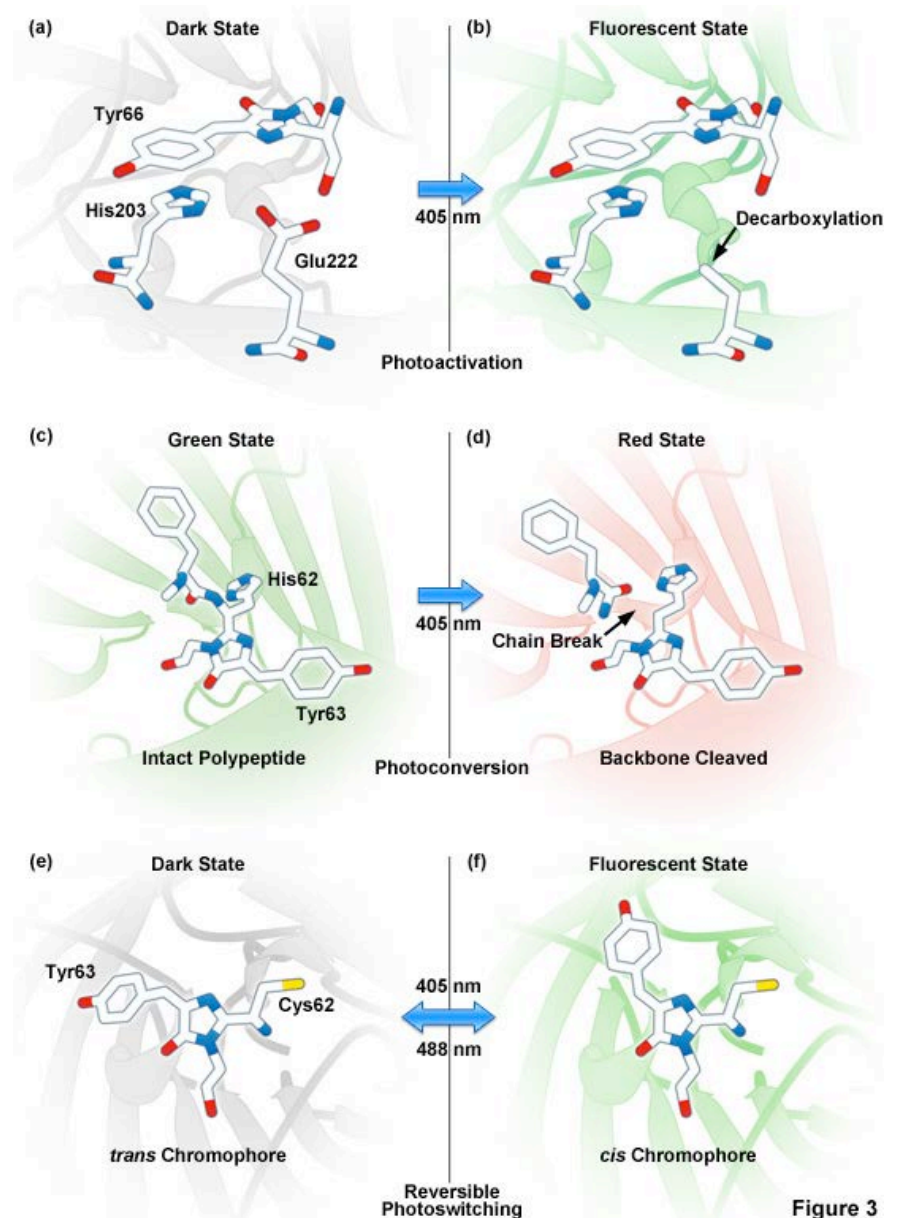 (a)
Dark State
(b)
Fluorescent State
Tyr66
His203
Glu222
405 nm
Decarboxylation
Photoactivation
(c)
Green State
(d)
Red State
His62
405 nm
Chain Break
Tyr63
Intact Polypeptide
Backbone Cleaved
Photoconversion
(e)
Dark State
(f)
Fluorescent State
Tyr63
Cys62
405 nm
488 nm
trans Chromophore
cis Chromophore
Reversible
Photoswitching
Figure 3